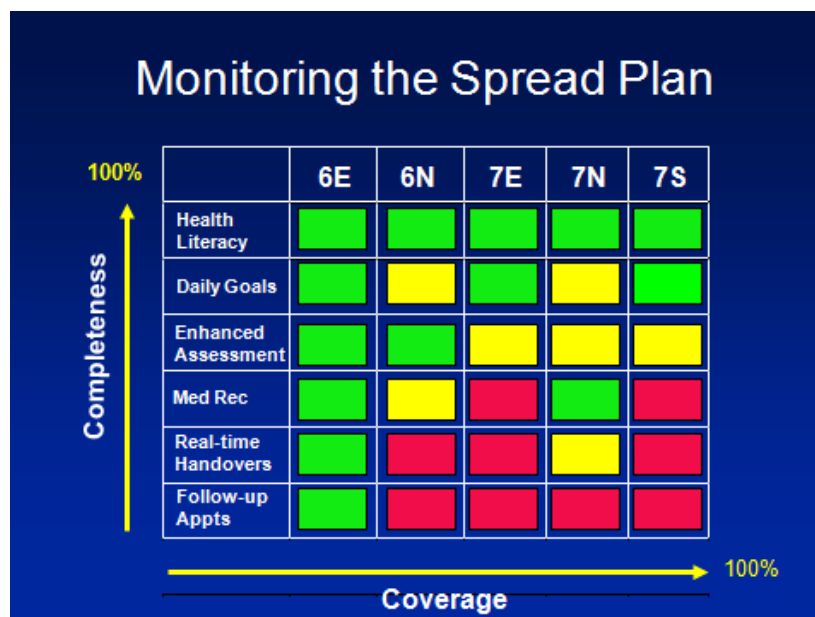 Monitoring the Spread Plan
100%
6E 6N 7E 7N 7S
Health
Literacy
Daily Goals
Enhanced
Assessment
Med Rec
Real-time
Handovers
Follow-up
Appts
Completeness
100%
Coverage